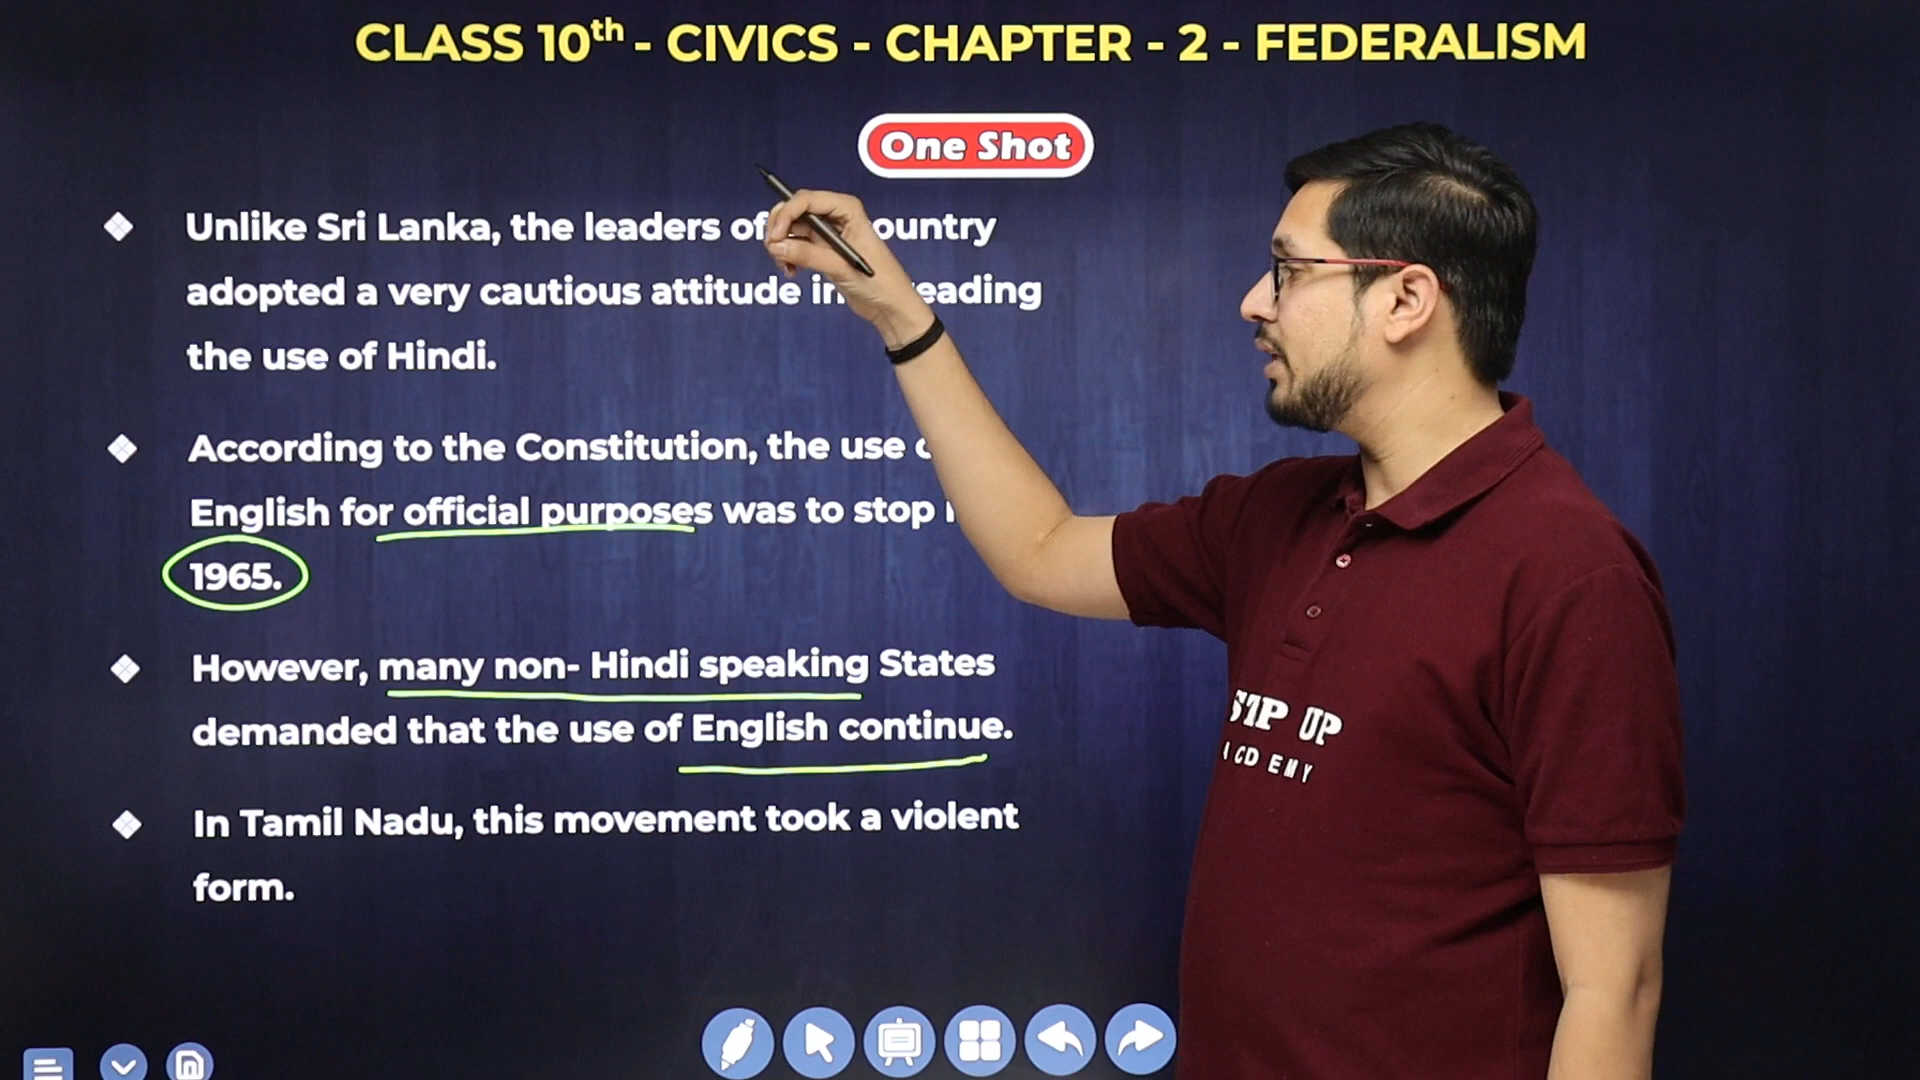 CLASS 10th - CIVICS - CHAPTER - 2 - FEDERALISM
One Shot
Unlike Sri Lanka, the leaders of ountry
adopted a very cautious attitude in eading
the use of Hindi.
According to the Constitution, the use
English for official purposes was to stop
1965.
However, many non- Hindi speaking States
demanded that the use of English continue.
In Tamil Nadu, this movement took a violent
form.
UP